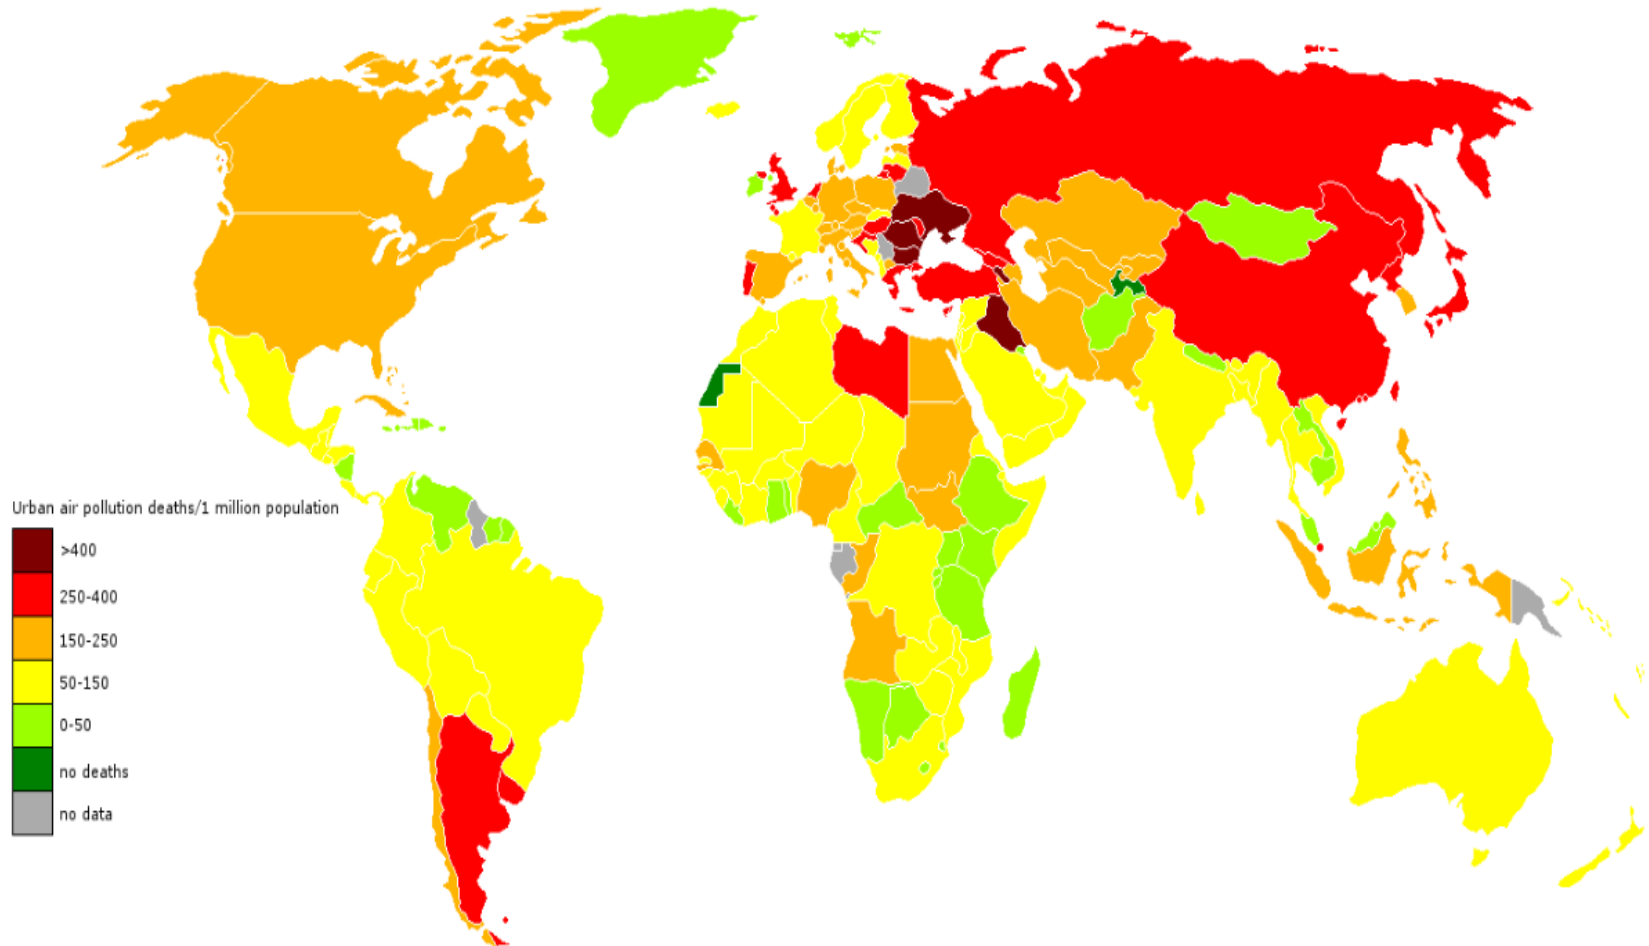 Urban air pollution deaths/1 million population
>400
250-400
150-250
50-150
0-50
no deaths
no data